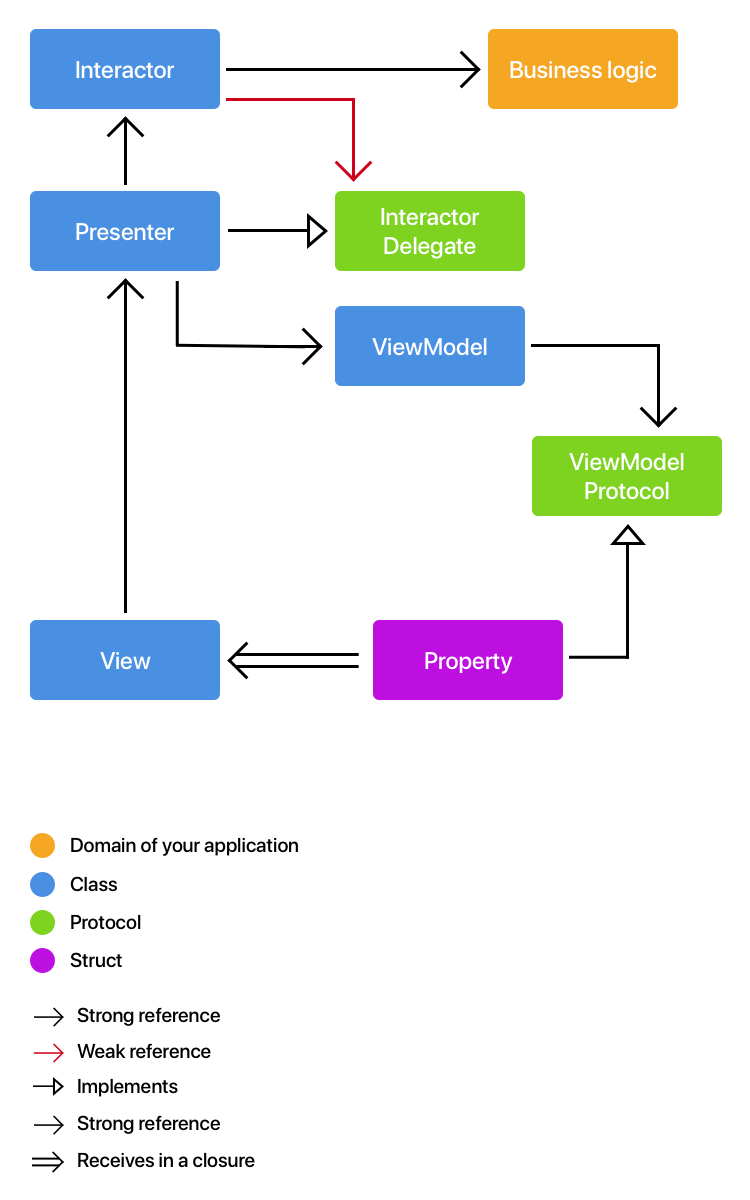 Interactor
Business logic
Presenter
Interactor
Delegate
ViewModel
ViewModel
Protocol
View
Property
Domain of your application
Class
Protocol
Struct
Strong reference
Weak reference
Implements
Strong reference
Receives in a closure